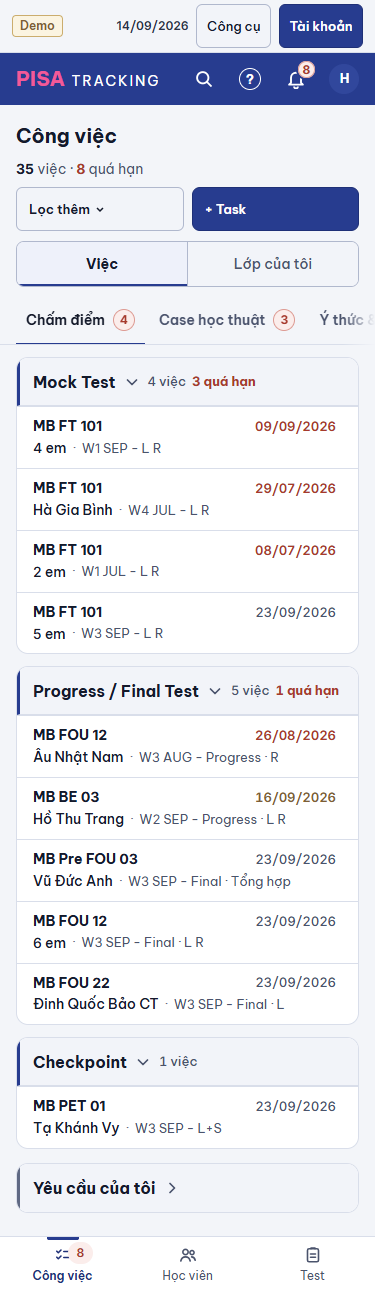 Demo 14/09/2026 Công cụ Tài khoản
PISA TRACKING ? 8 H
Công việc
35 việc · 8 quá hạn
Lọc thêm + Task
Việc Lớp của tôi
Chấm điểm 4 Case học thuật 3 Ý thức &
Mock Test 4 việc 3 quá hạn
MB FT 101 09/09/2026
4 em · W1 SEP - L R
MB FT 101 29/07/2026
Hà Gia Bình · W4 JUL - L R
MB FT 101 08/07/2026
2 em · W1 JUL - L R
MB FT 101 23/09/2026
5 em · W3 SEP - L R
Progress / Final Test 5 việc 1 quá hạn
MB FOU 12 26/08/2026
Âu Nhật Nam · W3 AUG - Progress · R
MB BE 03 16/09/2026
Hồ Thu Trang · W2 SEP - Progress · L R
MB Pre FOU 03 23/09/2026
Vũ Đức Anh · W3 SEP - Final · Tổng hợp
MB FOU 12 23/09/2026
6 em · W3 SEP - Final · L R
MB FOU 22 23/09/2026
Đinh Quốc Bảo CT · W3 SEP - Final · L
Checkpoint 1 việc
MB PET 01 23/09/2026
Tạ Khánh Vy · W3 SEP - L+S
Yêu cầu của tôi
8
Công việc Học viên Test